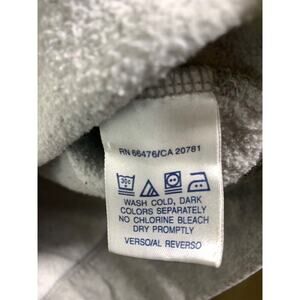 RN 66476/CA 20781
30°
WASH COLD, DARK
COLORS SEPARATELY
NO CHLORINE BLEACH
DRY PROMPTLY
VERSO/AL REVERSO